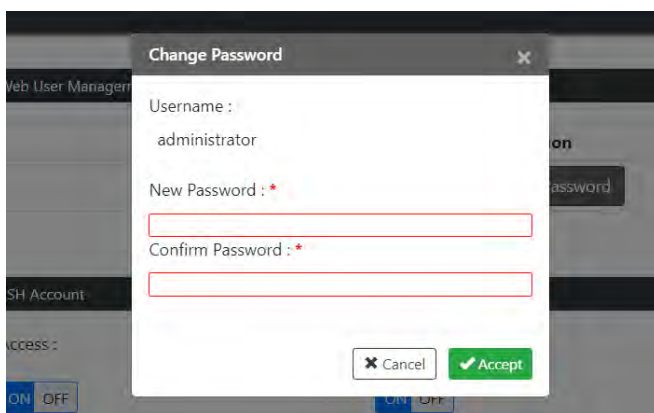 Change Password
Web User Managem
Username :
administrator
on
New Password : *
assword
Confirm Password : *
SH Account
Access :
✖ Cancel
✔ Accept
ON OFF
ON OFF